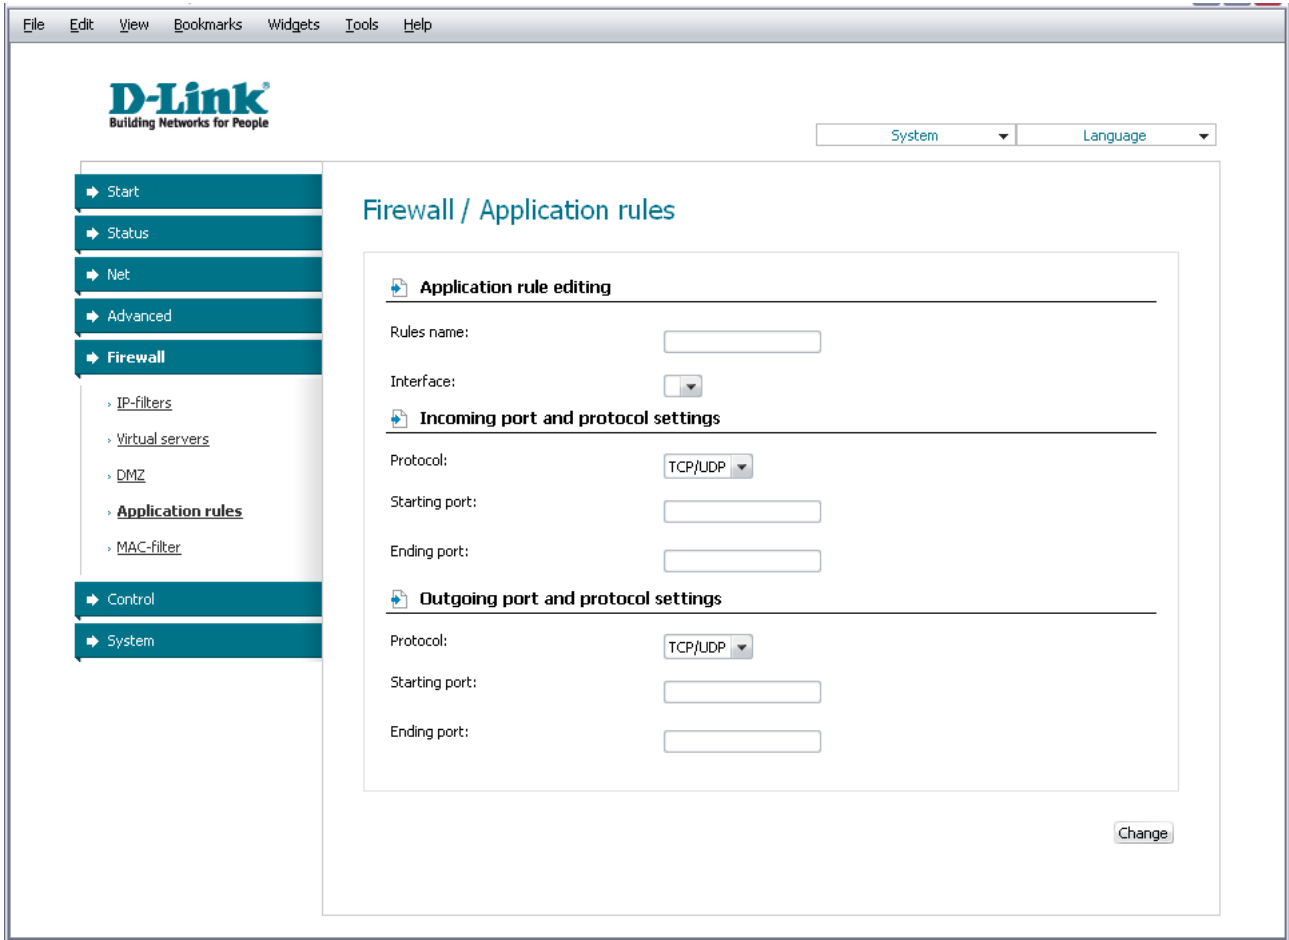 File Edit View Bookmarks Widgets Tools Help
D-Link
Building Networks for People
System Language
Start
Status
Net
Advanced
Firewall
IP-filters
Virtual servers
DMZ
Application rules
MAC-filter
Control
System
Firewall / Application rules
Application rule editing
Rules name:
Interface:
Incoming port and protocol settings
Protocol: TCP/UDP
Starting port:
Ending port:
Outgoing port and protocol settings
Protocol: TCP/UDP
Starting port:
Ending port:
Change